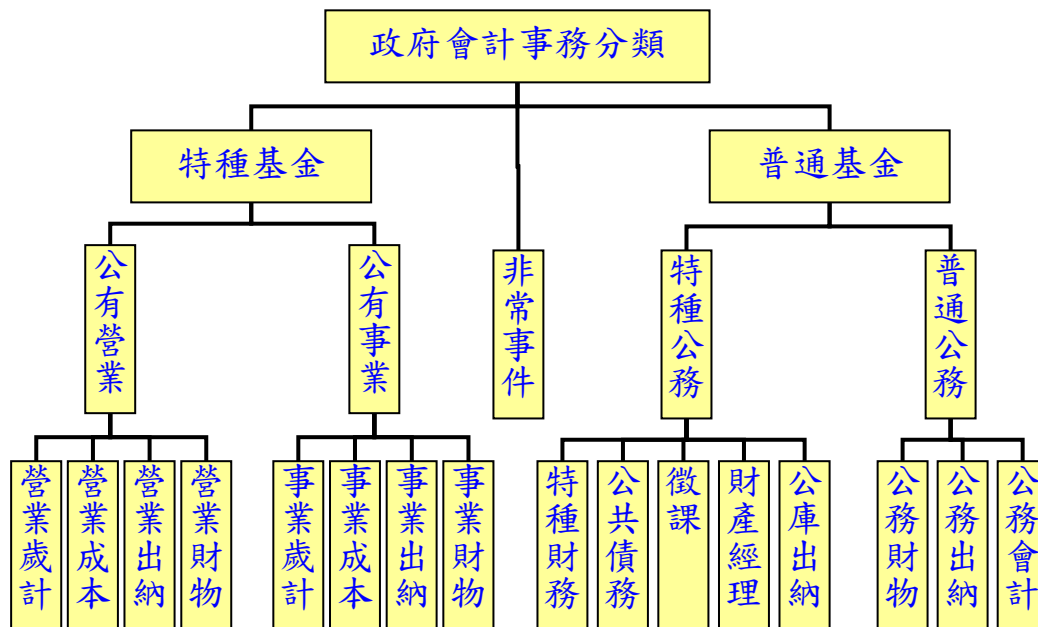 政府會計事務分類
特種基金
普通基金
公有營業
公有事業
非常事件
特種公務
普通公務
營業歲計
營業成本
營業出納
營業財物
事業歲計
事業成本
事業出納
事業財物
特種財務
公共債務
徵課
財產經理
公庫出納
公務財物
公務出納
公務會計